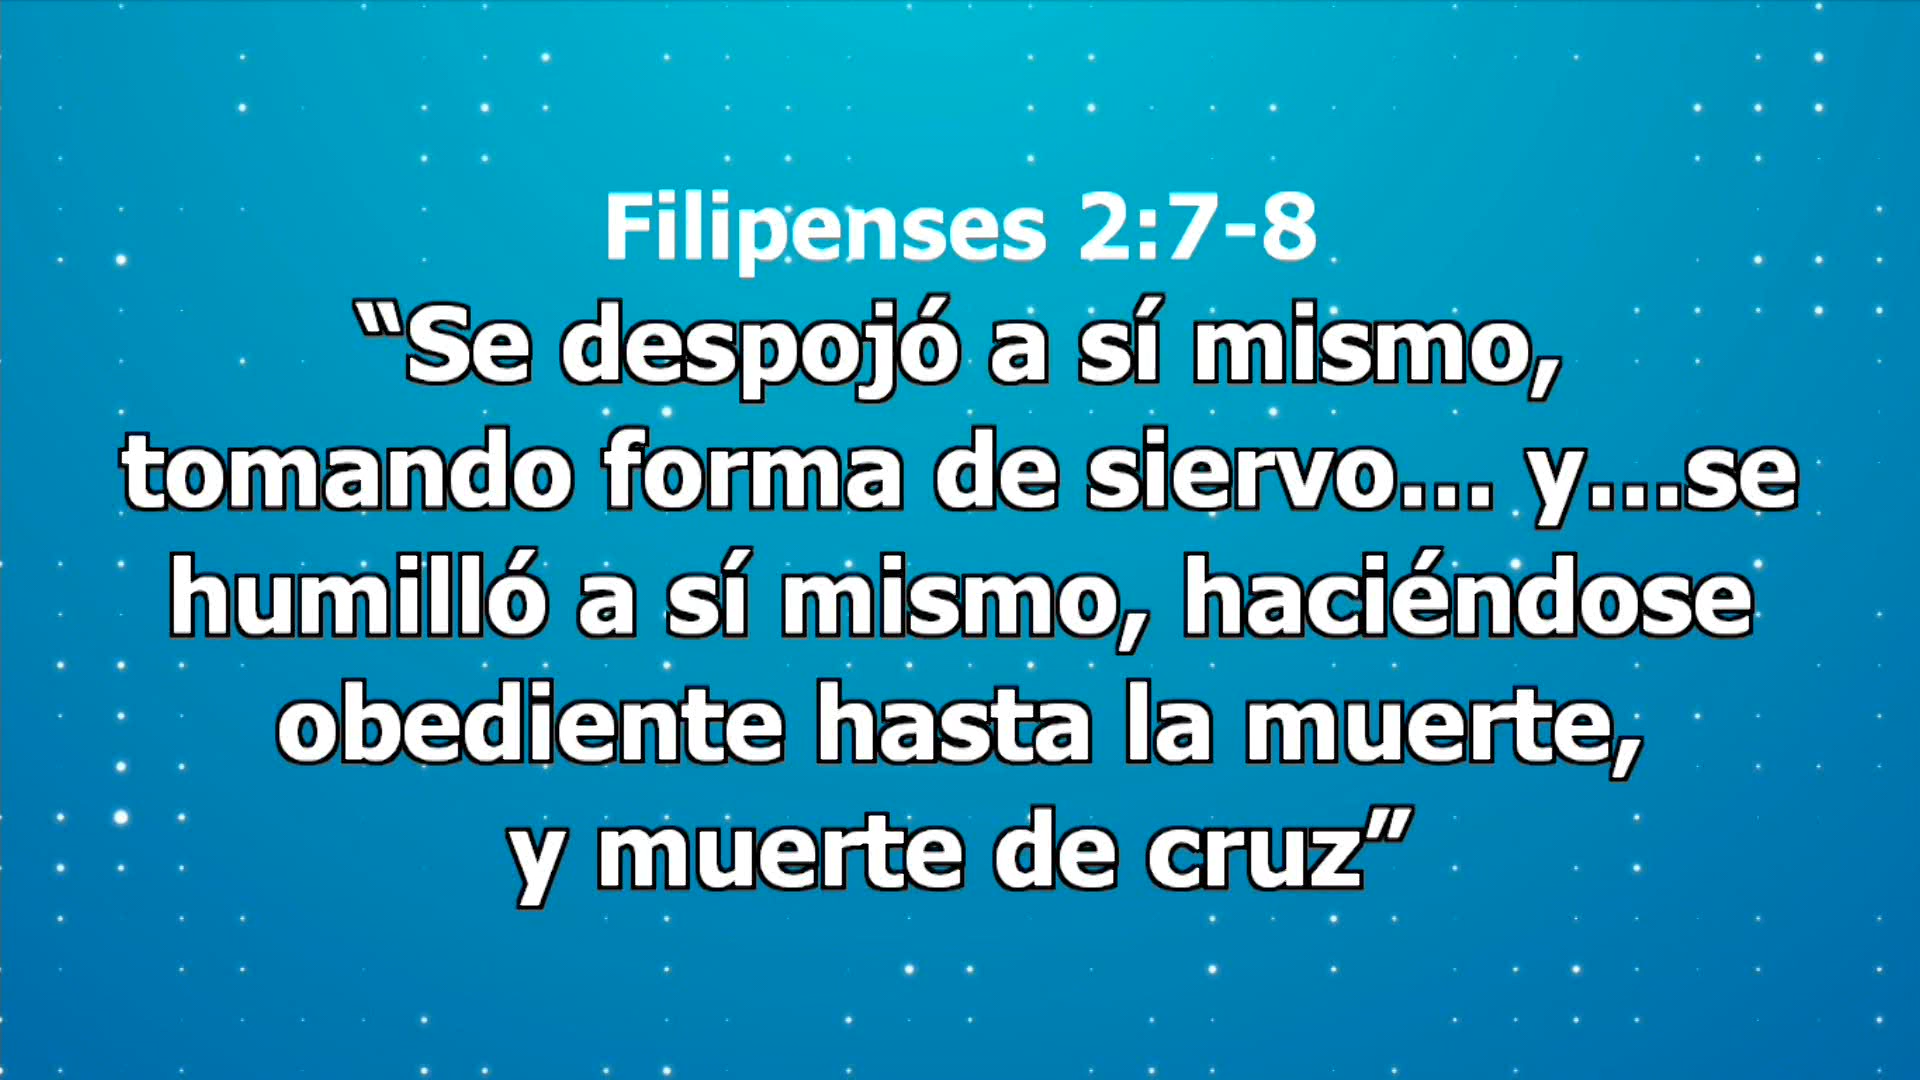 Filipenses 2:7-8
“Se despojó a sí mismo,
tomando forma de siervo... y...se
humilló a sí mismo, haciéndose
obediente hasta la muerte,
y muerte de cruz”